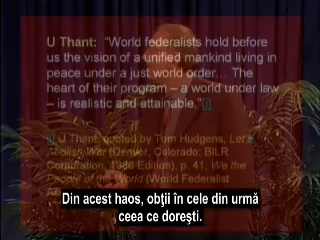 U Thant: “World federalists hold before
us the vision of a unified mankind living in
peace under a just world order… The
heart of their program – a world under law
– is realistic and attainable.”[i]
[i] U Thant, quoted by Tom Hudgens, Let's
Abolish War (Denver, Colorado: BILR
Corporation, 1986 Edition), p. 41; We the
People of the World (World Federalist
Din acest haos, obţii în cele din urmă
ceea ce doreşti.